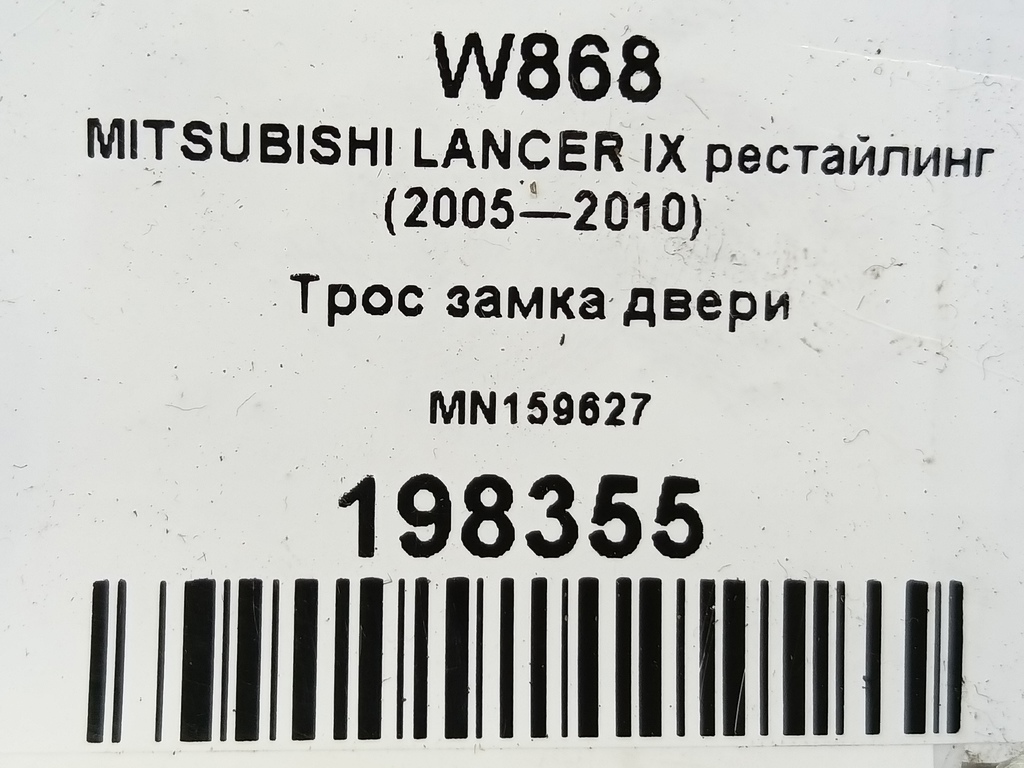 W868
MITSUBISHI LANCER IX рестайлинг
(2005—2010)
Трос замка двери
MN159627
198355